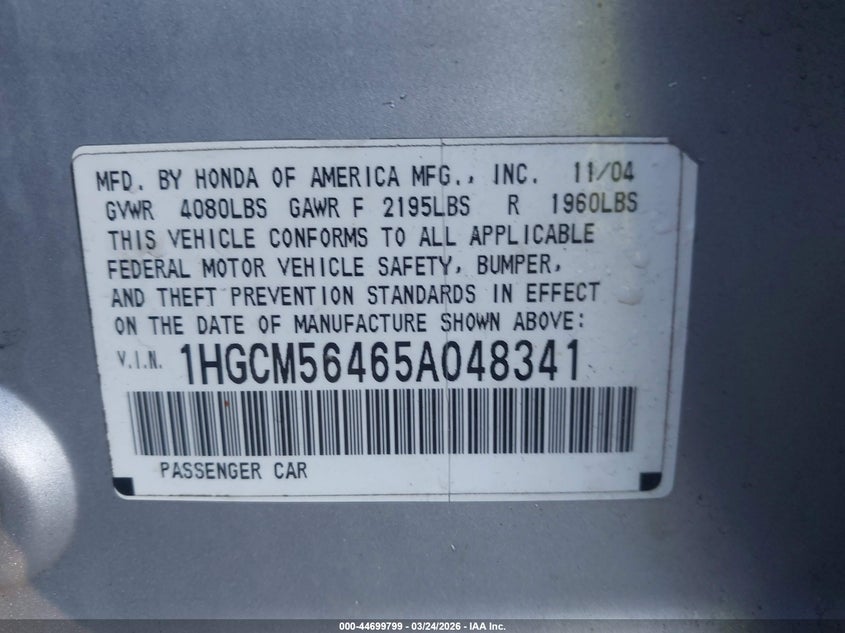 MFD. BY HONDA OF AMERICA MFG., INC. 11/04
GVWR 4080LBS GAWR F 2195LBS R 1960LBS
THIS VEHICLE CONFORMS TO ALL APPLICABLE
FEDERAL MOTOR VEHICLE SAFETY, BUMPER,
AND THEFT PREVENTION STANDARDS IN EFFECT
ON THE DATE OF MANUFACTURE SHOWN ABOVE:
V.I.N. 1HGCM56465A048341
PASSENGER CAR
000-44699799 - 03/24/2026 - IAA Inc.